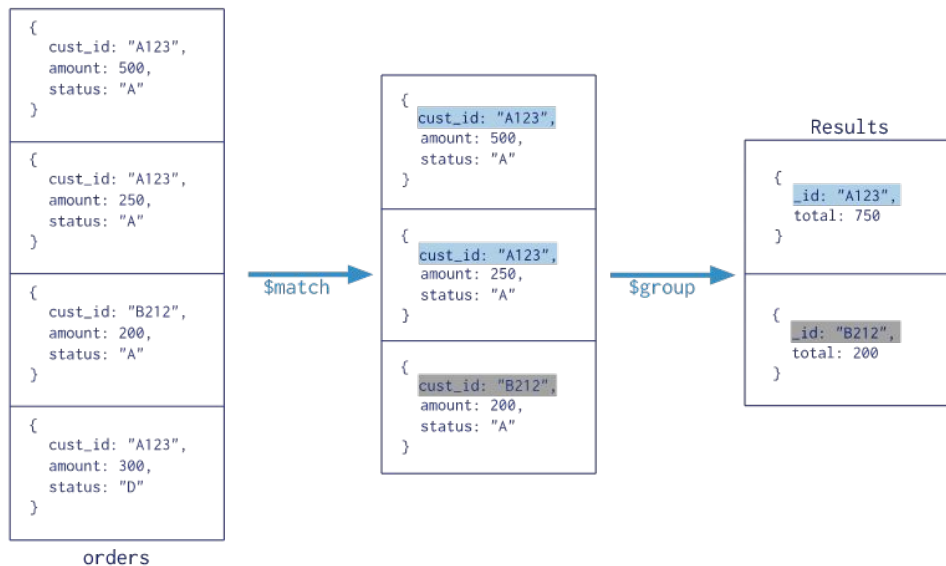 {
cust_id: "A123",
amount: 500,
status: "A"
}
{
cust_id: "A123",
amount: 250,
status: "A"
}
{
cust_id: "B212",
amount: 200,
status: "A"
}
{
cust_id: "A123",
amount: 300,
status: "D"
}
orders
$match
{
cust_id: "A123",
amount: 500,
status: "A"
}
{
cust_id: "A123",
amount: 250,
status: "A"
}
{
cust_id: "B212",
amount: 200,
status: "A"
}
$group
Results
{
_id: "A123",
total: 750
}
{
_id: "B212",
total: 200
}